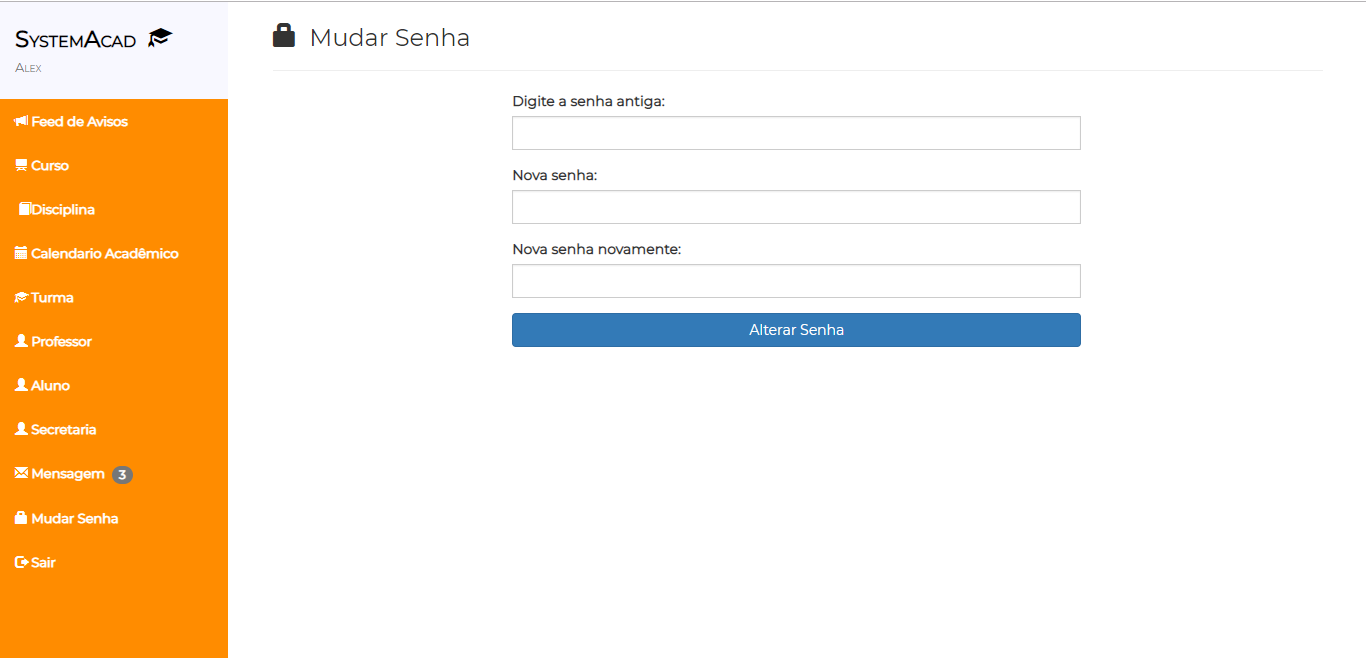 SYSTEMACAD
ALEX
Feed de Avisos
Curso
Disciplina
Calendario Acadêmico
Turma
Professor
Aluno
Secretaria
Mensagem 3
Mudar Senha
Sair
Mudar Senha
Digite a senha antiga:
Nova senha:
Nova senha novamente:
Alterar Senha